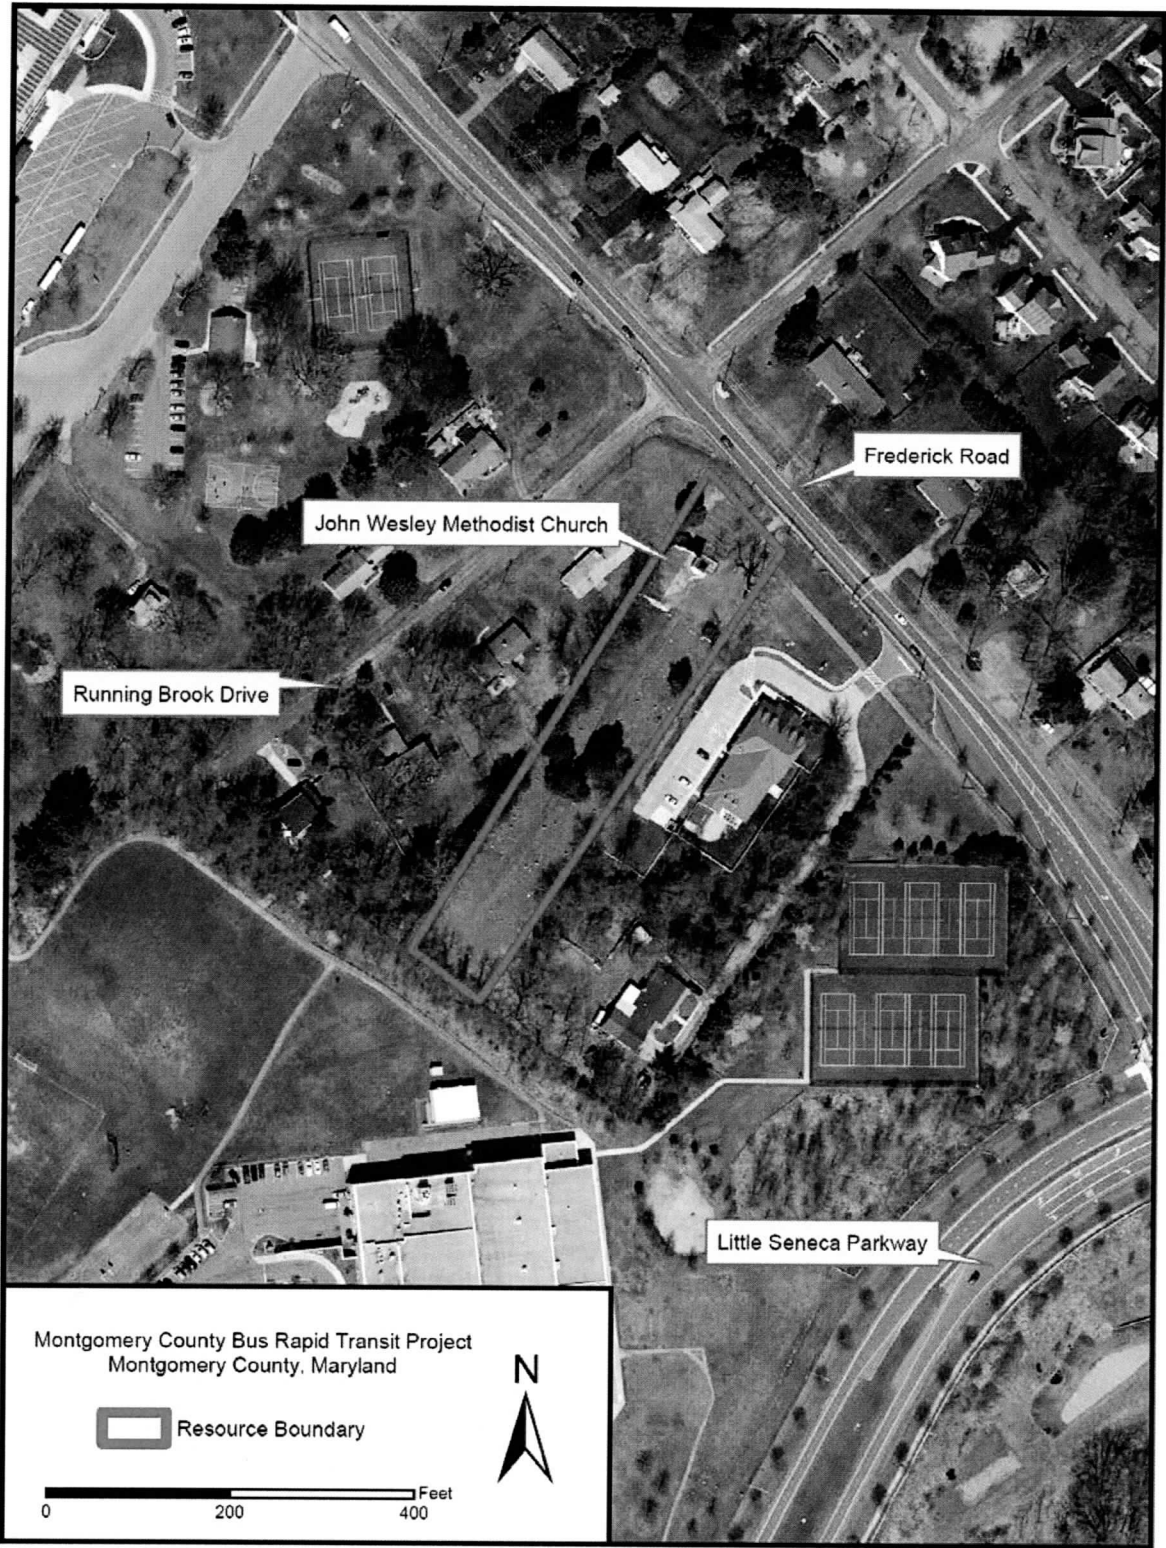 Frederick Road
John Wesley Methodist Church
Running Brook Drive
Little Seneca Parkway
Montgomery County Bus Rapid Transit Project
Montgomery County, Maryland
N
Resource Boundary
Feet
0 200 400